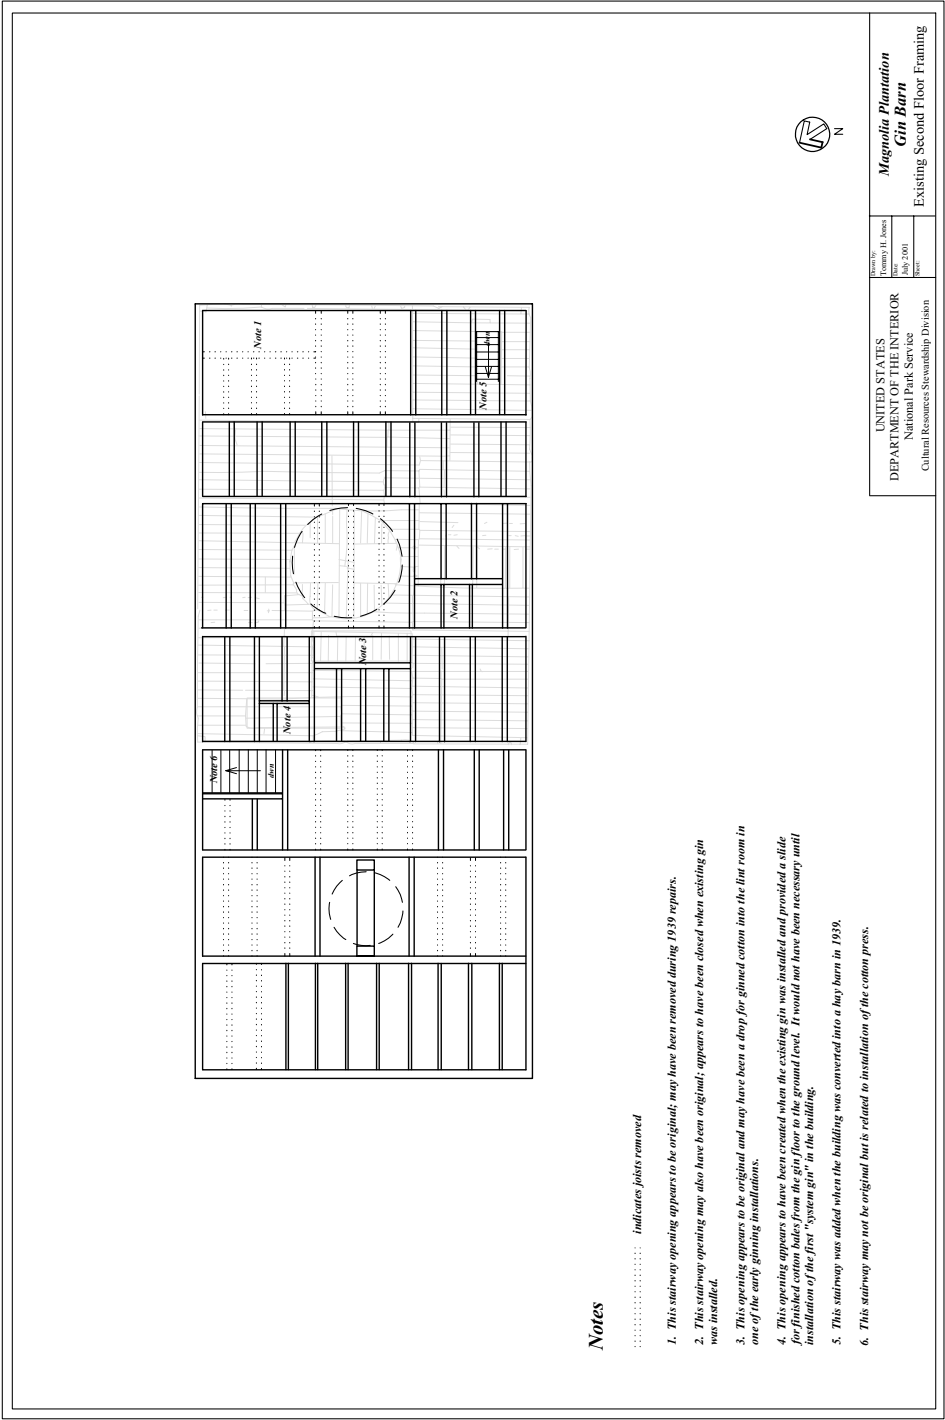 Note 1
Note 5
dwn
Note 2
Note 3
Note 4
Note 6
dwn
N
Notes
indicates joists removed
1. This stairway opening appears to be original; may have been removed during 1939 repairs.
2. This stairway opening may also have been original; appears to have been closed when existing gin
was installed.
3. This opening appears to be original and may have been a drop for ginned cotton into the lint room in
one of the early ginning installations.
4. This opening appears to have been created when the existing gin was installed and provided a slide
for finished cotton bales from the gin floor to the ground level. It would not have been necessary until
installation of the first "system gin" in the building.
5. This stairway was added when the building was converted into a hay barn in 1939.
6. This stairway may not be original but is related to installation of the cotton press.
UNITED STATES
DEPARTMENT OF THE INTERIOR
National Park Service
Cultural Resources Stewardship Division
Drawn by:
Tommy H. Jones
Date:
July 2001
Sheet:
Magnolia Plantation
Gin Barn
Existing Second Floor Framing